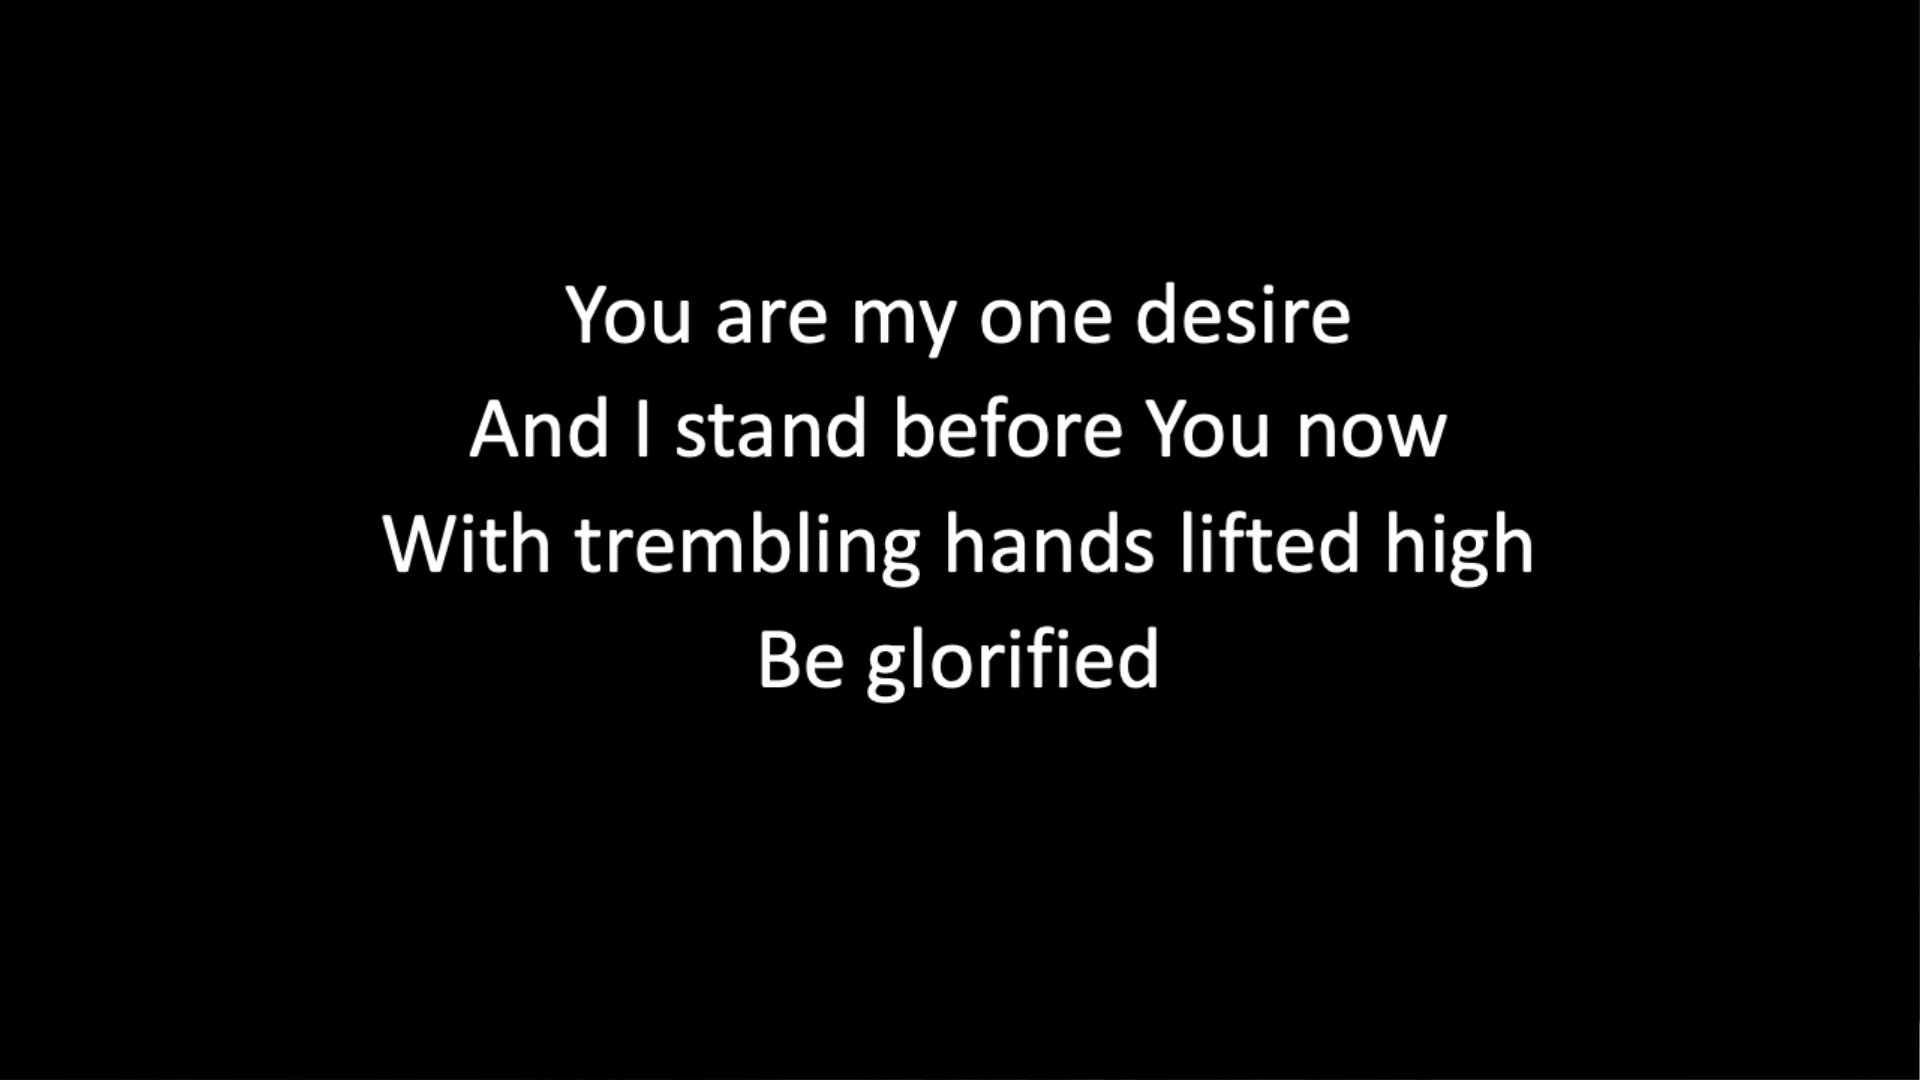 You are my one desire
And I stand before You now
With trembling hands lifted high
Be glorified